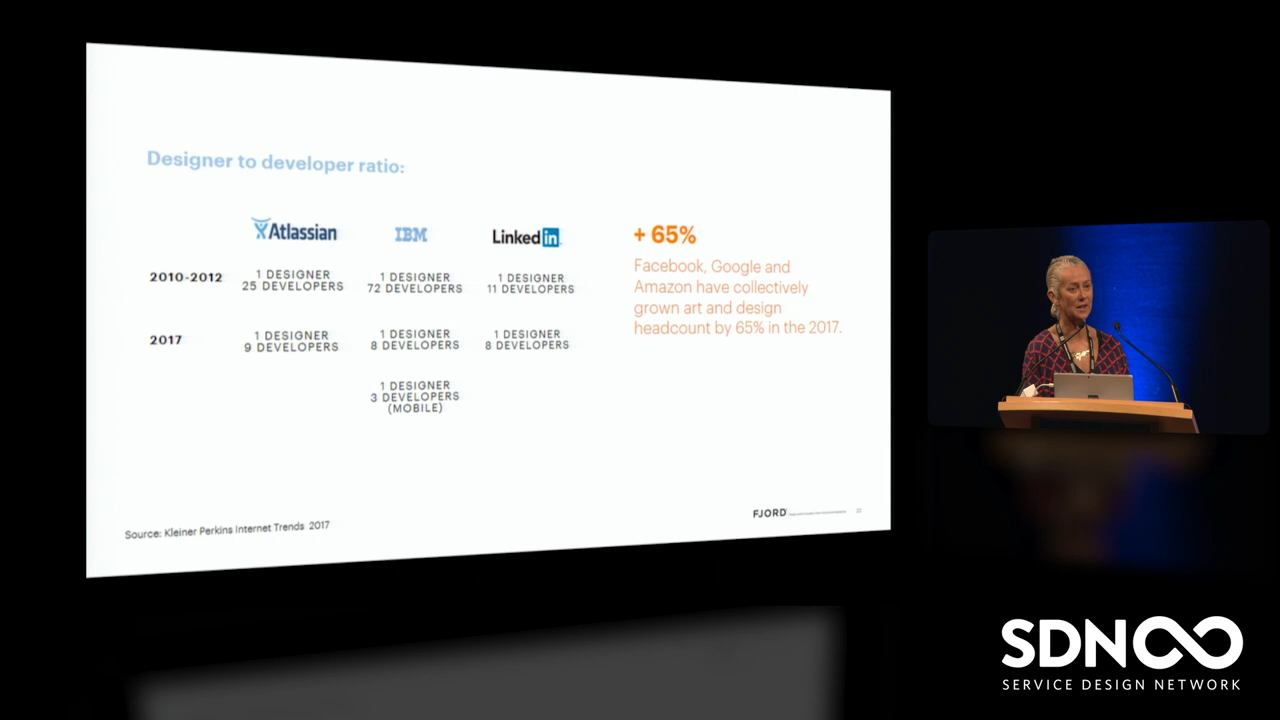 Designer to developer ratio:
Atlassian
IBM
Linked in
2010-2012
1 DESIGNER
25 DEVELOPERS
1 DESIGNER
72 DEVELOPERS
1 DESIGNER
11 DEVELOPERS
2017
1 DESIGNER
9 DEVELOPERS
1 DESIGNER
8 DEVELOPERS
1 DESIGNER
8 DEVELOPERS
1 DESIGNER
3 DEVELOPERS
(MOBILE)
+ 65%
Facebook, Google and
Amazon have collectively
grown art and design
headcount by 65% in the 2017.
Source: Kleiner Perkins Internet Trends 2017
FJORD
SDN
SERVICE DESIGN NETWORK